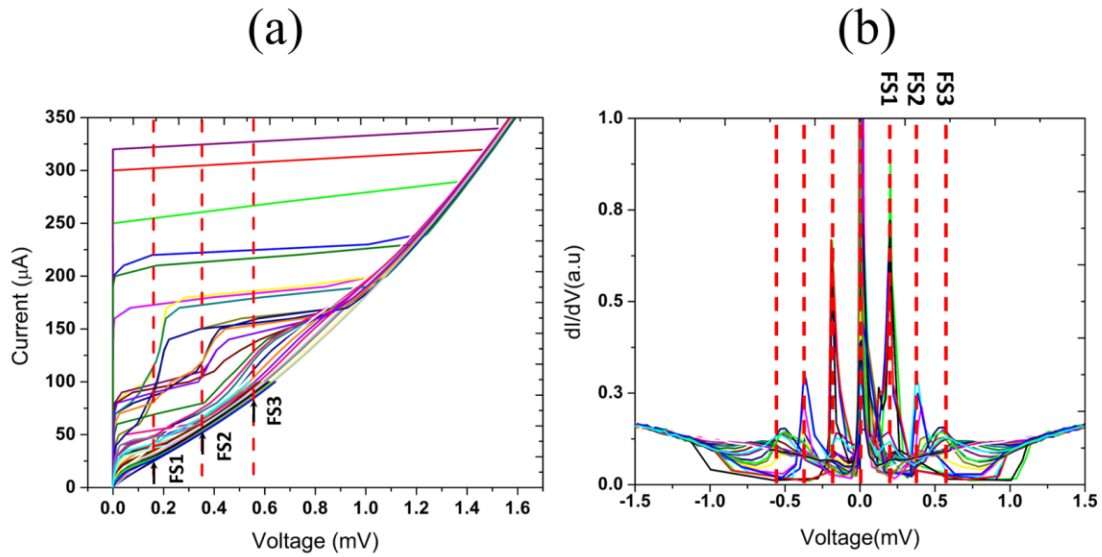 (a)
350
300
250
200
150
100
50
0
Current (μA)
FS1
FS2
FS3
0.0 0.2 0.4 0.6 0.8 1.0 1.2 1.4 1.6
Voltage (mV)
(b)
FS1
FS2
FS3
1.0
0.8
0.5
0.3
0.0
dI/dV(a.u)
-1.5 -1.0 -0.5 0.0 0.5 1.0 1.5
Voltage(mV)